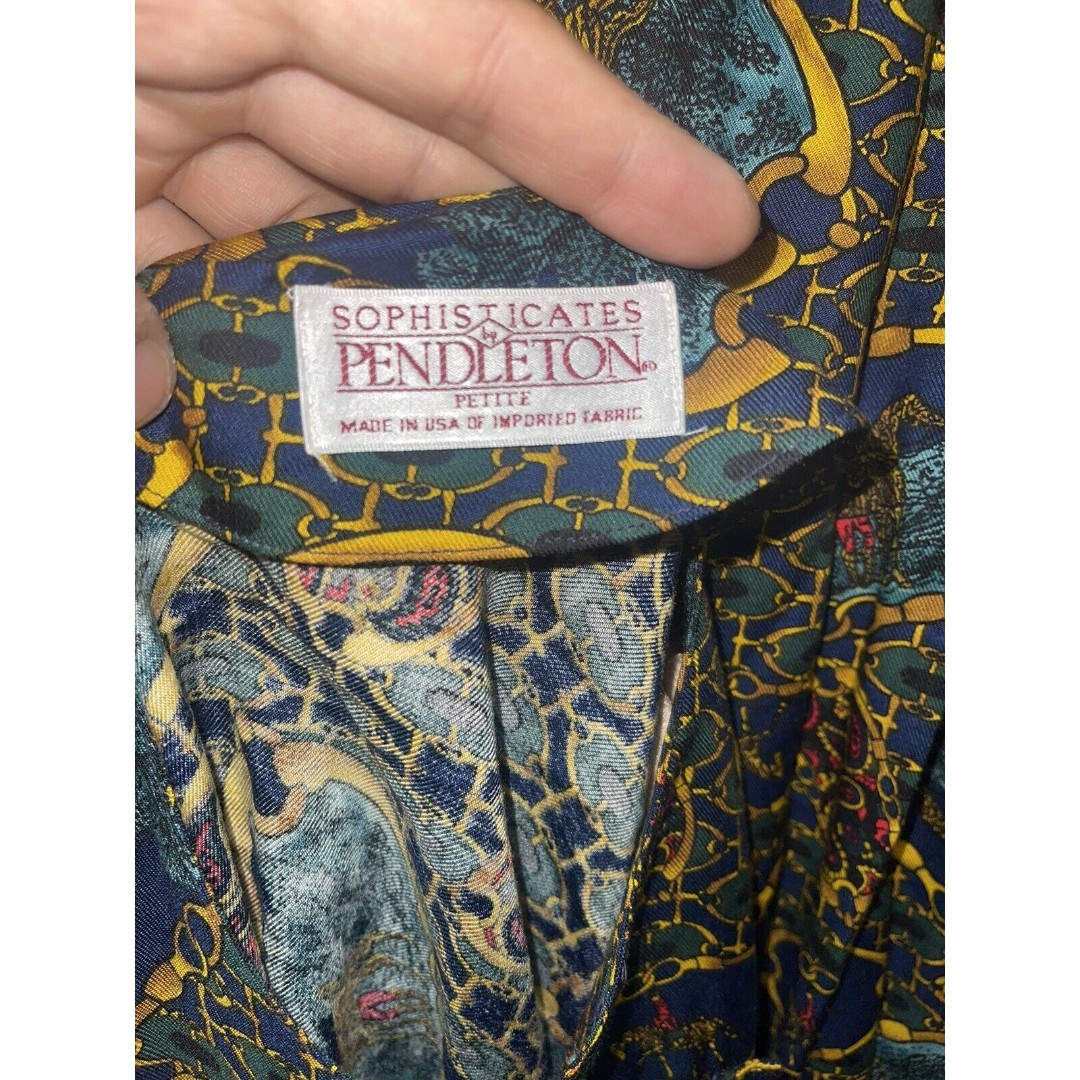 SOPHISTICATES
by
PENDLETON®
PETITE
MADE IN USA OF IMPORTED FABRIC